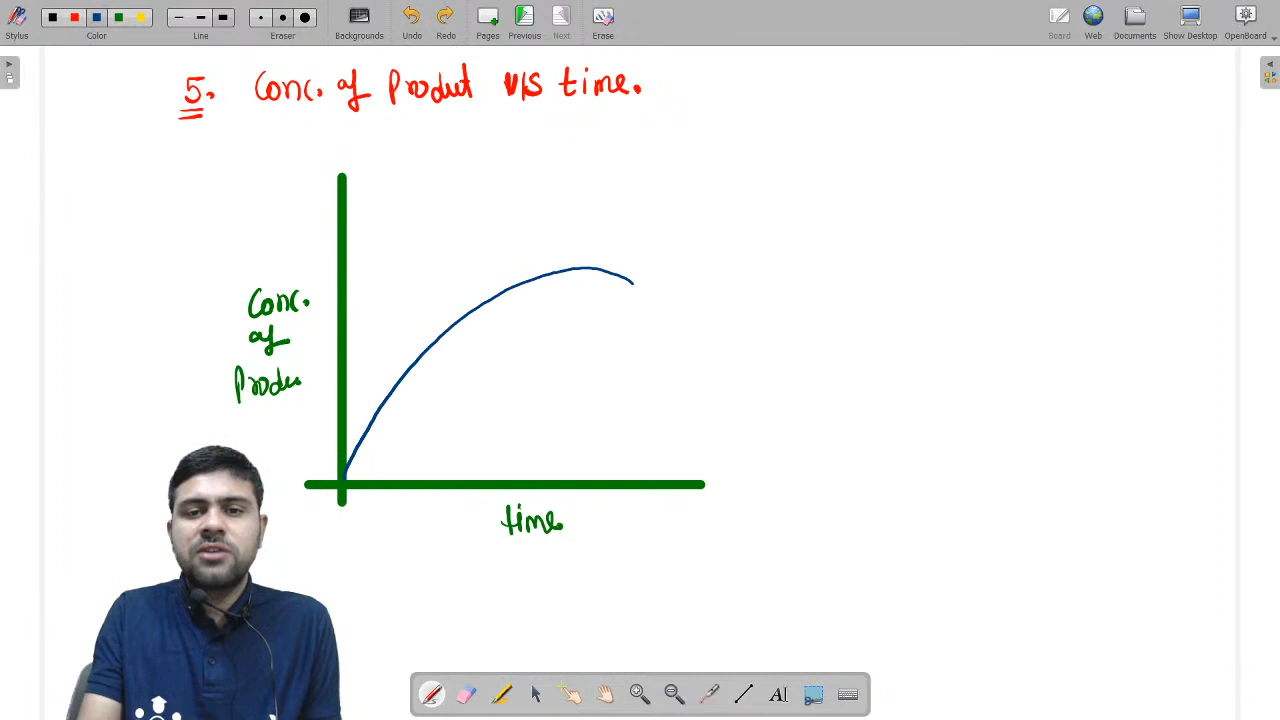 Stylus Color Line Eraser Backgrounds Undo Redo Pages Previous Next Erase Board Web Documents Show Desktop OpenBoard
5. Conc. of Product v/s time.
Conc.
of
Produ
time
AI